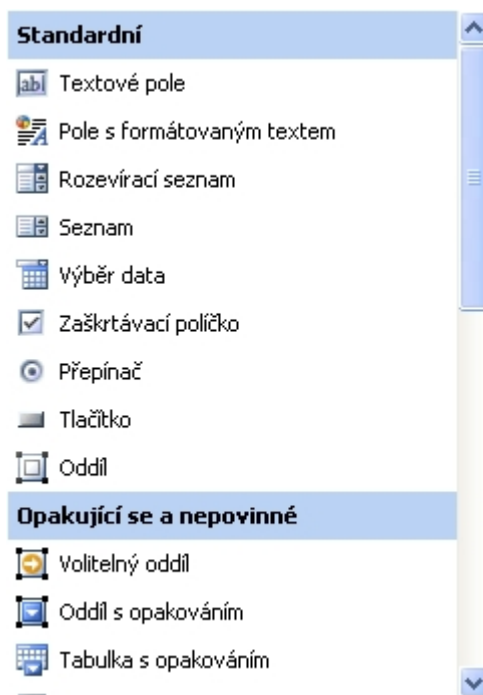 Standardní
abl Textové pole
Pole s formátovaným textem
Rozevírací seznam
Seznam
Výběr data
Zaškrtávací políčko
Přepínač
Tlačítko
Oddíl
Opakující se a nepovinné
Volitelný oddíl
Oddíl s opakováním
Tabulka s opakováním